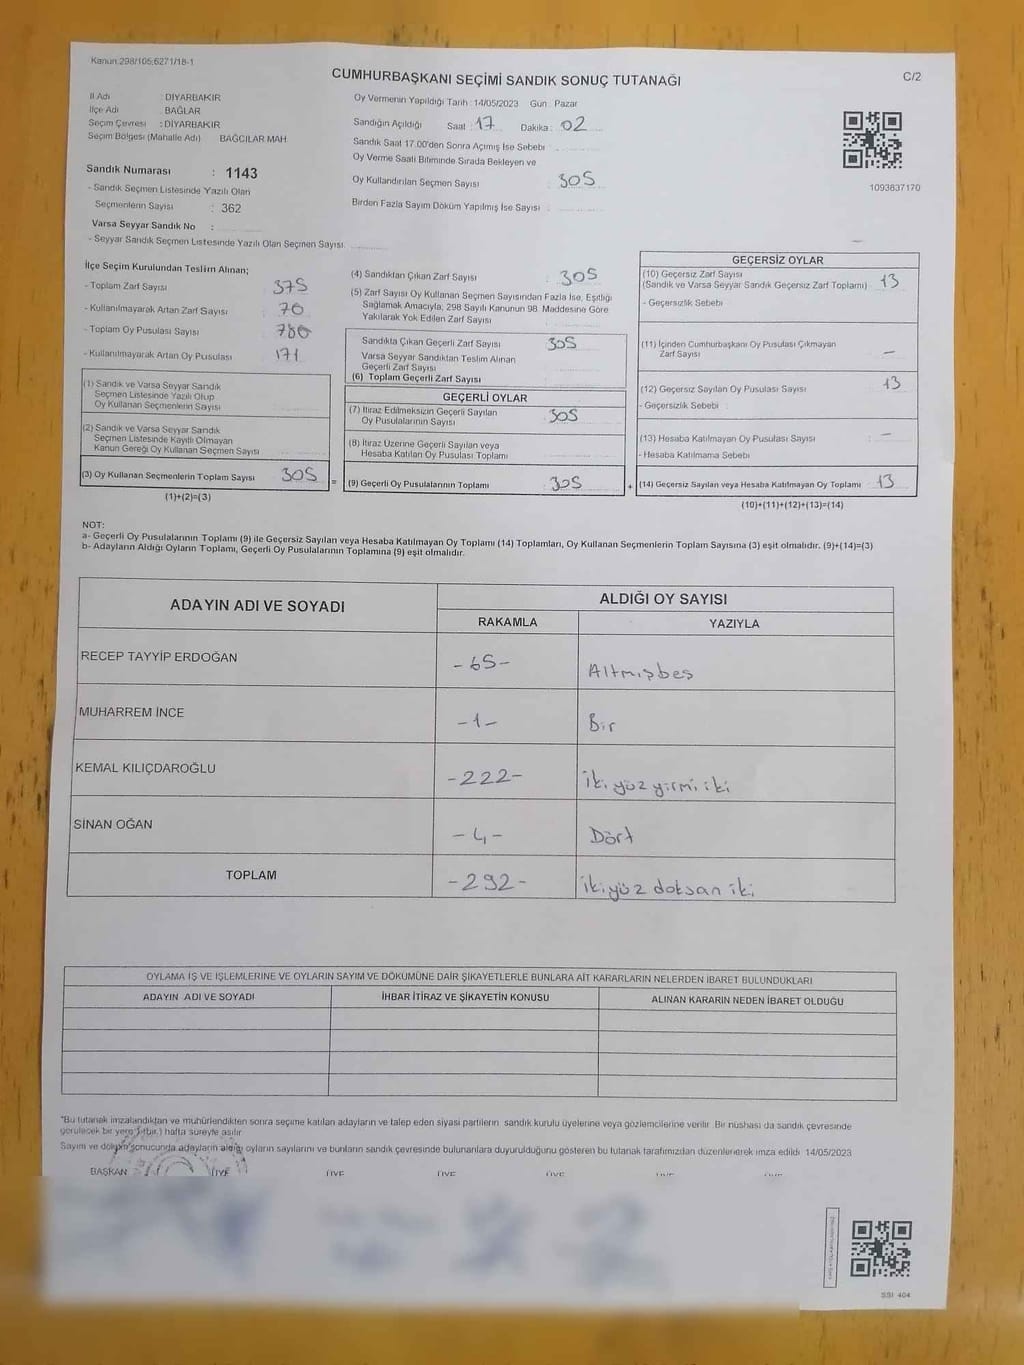 Kanun.298/105,6271/18-1
CUMHURBAŞKANI SEÇİMİ SANDIK SONUÇ TUTANAĞI
C/2
İl Adı : DİYARBAKIR
İlçe Adı : BAĞLAR
Seçim Çevresi : DİYARBAKIR
Seçim Bölgesi (Mahalle Adı) BAĞCILAR MAH
Sandık Numarası : 1143
- Sandık Seçmen Listesinde Yazılı Olan
Seçmenlerin Sayısı : 362
Varsa Seyyar Sandık No :
- Seyyar Sandık Seçmen Listesinde Yazılı Olan Seçmen Sayısı:
Oy Vermenin Yapıldığı Tarih : 14/05/2023 Gün : Pazar
Sandığın Açıldığı Saat : 17 Dakika : 02
Sandık Saat 17.00'den Sonra Açmış İse Sebebi :
Oy Verme Saati Bitiminde Sırada Bekleyen ve
Oy Kullandırılan Seçmen Sayısı 305
Birden Fazla Sayım Döküm Yapılmış İse Sayısı :
1093837170
İlçe Seçim Kurulundan Teslim Alınan;
- Toplam Zarf Sayısı 375
- Kullanılmayarak Artan Zarf Sayısı 70
- Toplam Oy Pusulası Sayısı
- Kullanılmayarak Artan Oy Pusulası 171
(1) Sandık ve Varsa Seyyar Sandık
Seçmen Listesinde Yazılı Olup
Oy Kullanan Seçmenlerin Sayısı
(2) Sandık ve Varsa Seyyar Sandık
Seçmen Listesinde Kayıtlı Olmayan
Kanun Gereği Oy Kullanan Seçmen Sayısı
(3) Oy Kullanan Seçmenlerin Toplam Sayısı 305
=
(1)+(2)=(3)
(4) Sandıktan Çıkan Zarf Sayısı : 305
(5) Zarf Sayısı Oy Kullanan Seçmen Sayısından Fazla İse, Eşitliği
Sağlamak Amacıyla; 298 Sayılı Kanunun 98. Maddesine Göre
Yakılarak Yok Edilen Zarf Sayısı
Sandıkta Çıkan Geçerli Zarf Sayısı 305
Varsa Seyyar Sandıktan Teslim Alınan
Geçerli Zarf Sayısı
(6) Toplam Geçerli Zarf Sayısı
GEÇERLİ OYLAR
(7) İtiraz Edilmeksizin Geçerli Sayılan
Oy Pusulalarının Sayısı 305
(8) İtiraz Üzerine Geçerli Sayılan veya
Hesaba Katılan Oy Pusulası Toplamı
(9) Geçerli Oy Pusulalarının Toplamı 305
+
GEÇERSİZ OYLAR
(10) Geçersiz Zarf Sayısı
(Sandık ve Varsa Seyyar Sandık Geçersiz Zarf Toplamı) 13
- Geçersizlik Sebebi :
(11) İçinden Cumhurbaşkanı Oy Pusulası Çıkmayan
Zarf Sayısı —
(12) Geçersiz Sayılan Oy Pusulası Sayısı 13
- Geçersizlik Sebebi :
(13) Hesaba Katılmayan Oy Pusulası Sayısı —
- Hesaba Katılmama Sebebi
(14) Geçersiz Sayılan veya Hesaba Katılmayan Oy Toplamı 13
(10)+(11)+(12)+(13)=(14)
NOT:
a- Geçerli Oy Pusulalarının Toplamı (9) ile Geçersiz Sayılan veya Hesaba Katılmayan Oy Toplamı (14) Toplamları, Oy Kullanan Seçmenlerin Toplam Sayısına (3) eşit olmalıdır. (9)+(14)=(3)
b- Adayların Aldığı Oyların Toplamı, Geçerli Oy Pusulalarının Toplamına (9) eşit olmalıdır.
ADAYIN ADI VE SOYADI
ALDIĞI OY SAYISI
RAKAMLA YAZIYLA
RECEP TAYYİP ERDOĞAN -65- Altmışbes
MUHARREM İNCE -1- Bir
KEMAL KILIÇDAROĞLU -222- İki yüz yirmi iki
SİNAN OĞAN -4- Dört
TOPLAM -292- İkiyüz doksan iki
OYLAMA İŞ VE İŞLEMLERİNE VE OYLARIN SAYIM VE DÖKÜMÜNE DAİR ŞİKAYETLERLE BUNLARA AİT KARARLARIN NELERDEN İBARET BULUNDUKLARI
ADAYIN ADI VE SOYADI İHBAR İTİRAZ VE ŞİKAYETİN KONUSU ALINAN KARARIN NEDEN İBARET OLDUĞU
*Bu tutanak imzalandıktan ve mühürlendikten sonra seçime katılan adayların ve talep eden siyasi partilerin sandık kurulu üyelerine veya gözlemcilerine verilir. Bir nüshası da sandık çevresinde
görülecek bir yere 1 (bir) hafta süreyle asılır
Sayım ve döküm sonucunda adayların aldığı oyların sayılarını ve bunların sandık çevresinde bulunanlara duyurulduğunu gösteren bu tutanak tarafımızdan düzenlenerek imza edildi 14/05/2023
BAŞKAN ÜYE ÜYE ÜYE ÜYE ÜYE ÜYE
SSI 404